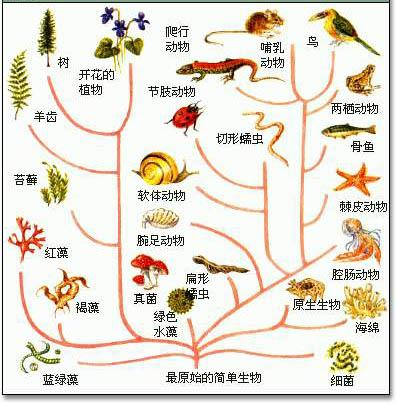 爬行
动物
哺乳
动物
鸟
树
开花的
植物
节肢动物
两栖动物
羊齿
切形蠕虫
骨鱼
苔藓
软体动物
棘皮动物
腕足动物
红藻
腔肠动物
扁形
蠕虫
真菌
褐藻
原生生物
绿色
水藻
海绵
蓝绿藻
最原始的简单生物
细菌